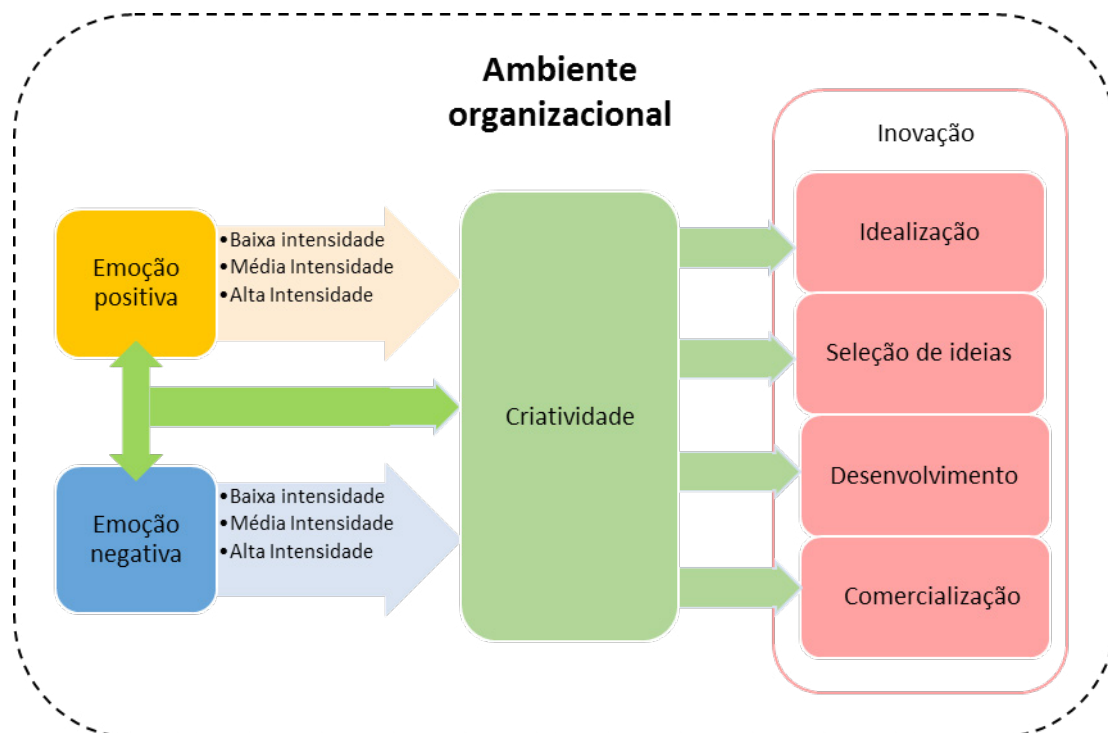 Ambiente
organizacional
Inovação
Emoção
positiva
•Baixa intensidade
•Média Intensidade
•Alta Intensidade
Emoção
negativa
•Baixa intensidade
•Média Intensidade
•Alta Intensidade
Criatividade
Idealização
Seleção de ideias
Desenvolvimento
Comercialização